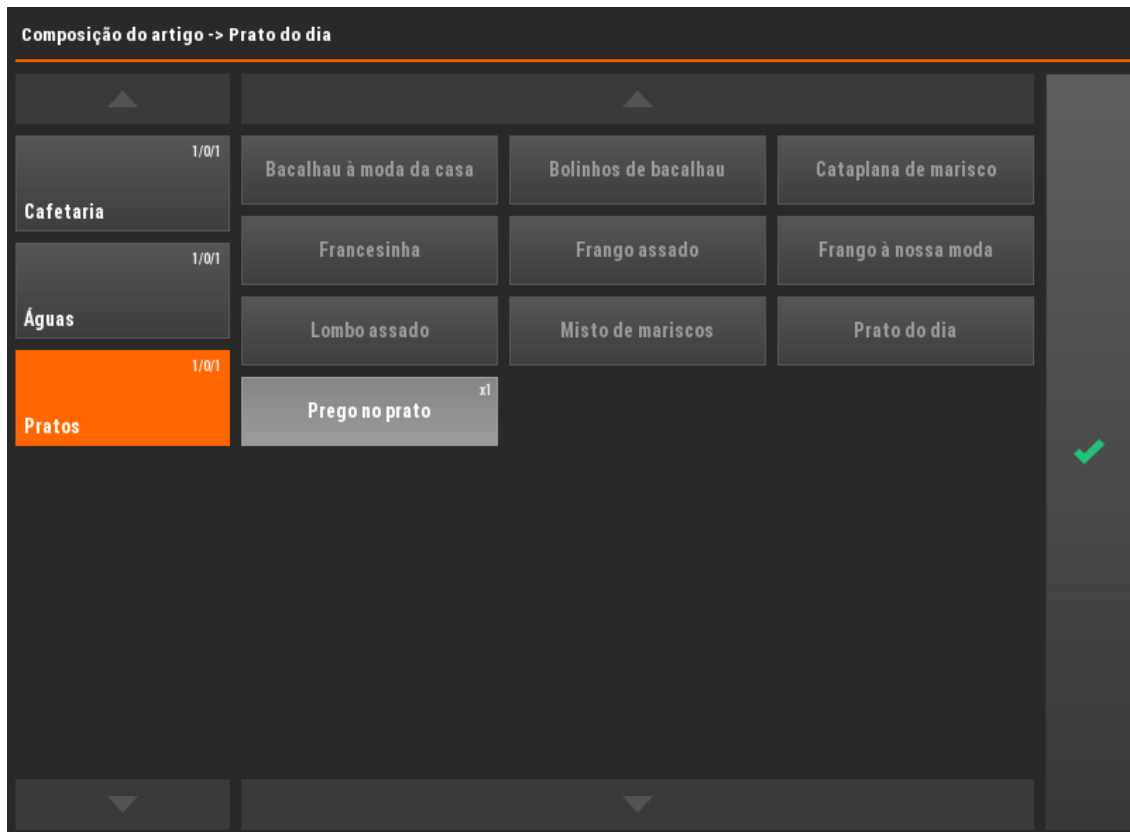 Composição do artigo -> Prato do dia
1/0/1
Cafetaria
1/0/1
Águas
1/0/1
Pratos
Bacalhau à moda da casa
Bolinhos de bacalhau
Cataplana de marisco
Francesinha
Frango assado
Frango à nossa moda
Lombo assado
Misto de mariscos
Prato do dia
x1
Prego no prato